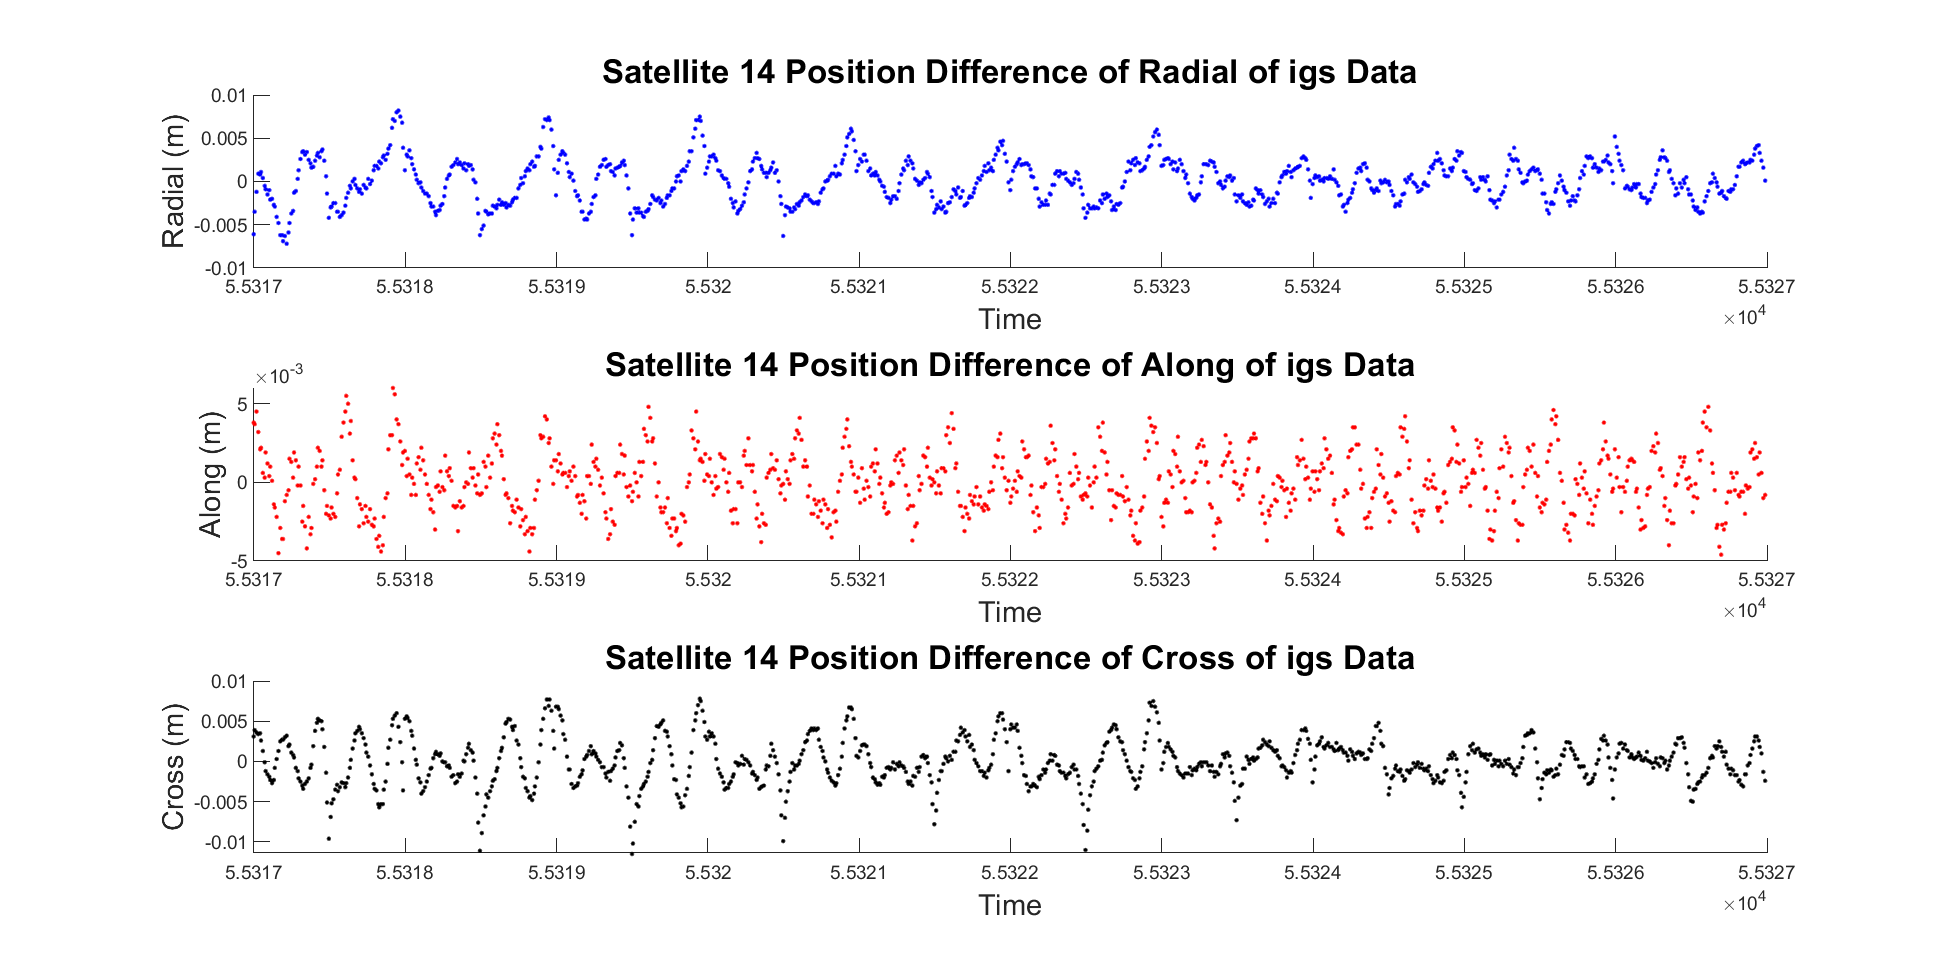 Satellite 14 Position Difference of Radial of igs Data
0.01
0.005
0
-0.005
-0.01
Radial (m)
5.5317 5.5318 5.5319 5.532 5.5321 5.5322 5.5323 5.5324 5.5325 5.5326 5.5327
Time
×10^4
Satellite 14 Position Difference of Along of igs Data
×10^-3
5
0
-5
Along (m)
5.5317 5.5318 5.5319 5.532 5.5321 5.5322 5.5323 5.5324 5.5325 5.5326 5.5327
Time
×10^4
Satellite 14 Position Difference of Cross of igs Data
0.01
0.005
0
-0.005
-0.01
Cross (m)
5.5317 5.5318 5.5319 5.532 5.5321 5.5322 5.5323 5.5324 5.5325 5.5326 5.5327
Time
×10^4